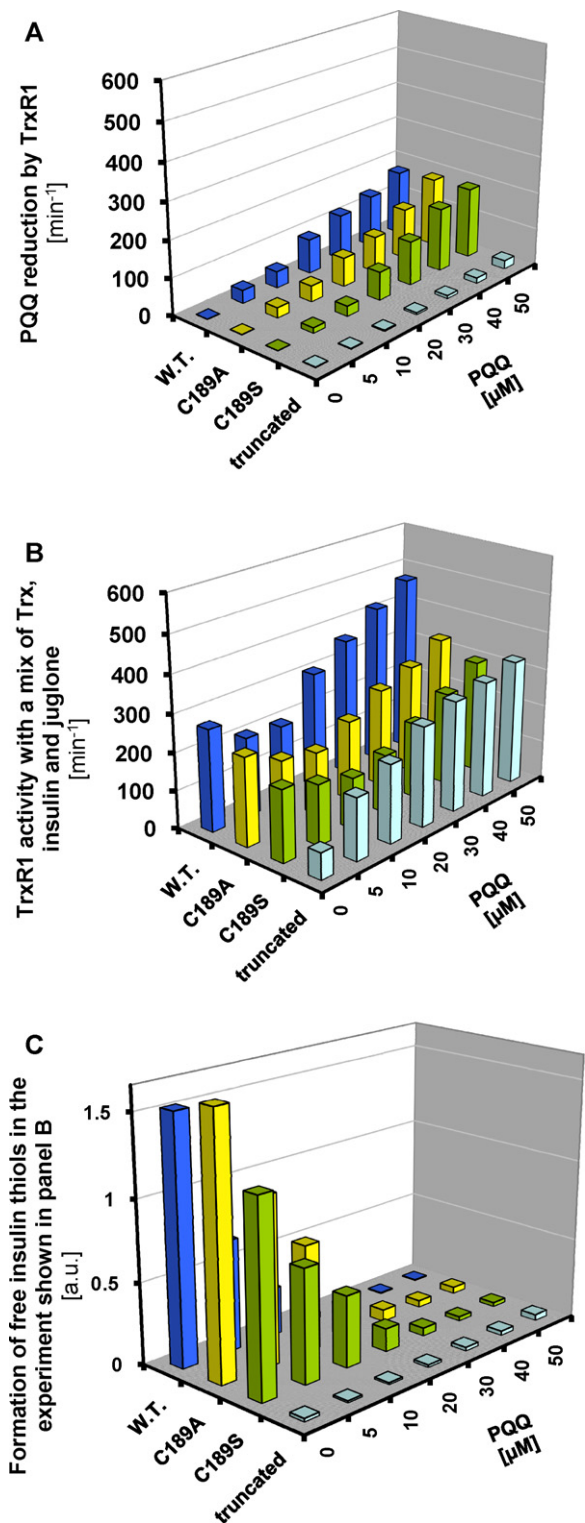 A
PQQ reduction by TrxR1
[min⁻¹]
600
500
400
300
200
100
0
W.T.
C189A
C189S
truncated
0
5
10
20
30
40
50
PQQ
[µM]
B
TrxR1 activity with a mix of Trx,
insulin and juglone
[min⁻¹]
600
500
400
300
200
100
0
W.T.
C189A
C189S
truncated
0
5
10
20
30
40
50
PQQ
[µM]
C
Formation of free insulin thiols in the
experiment shown in panel B
[a.u.]
1.5
1
0.5
0
W.T.
C189A
C189S
truncated
0
5
10
20
30
40
50
PQQ
[µM]